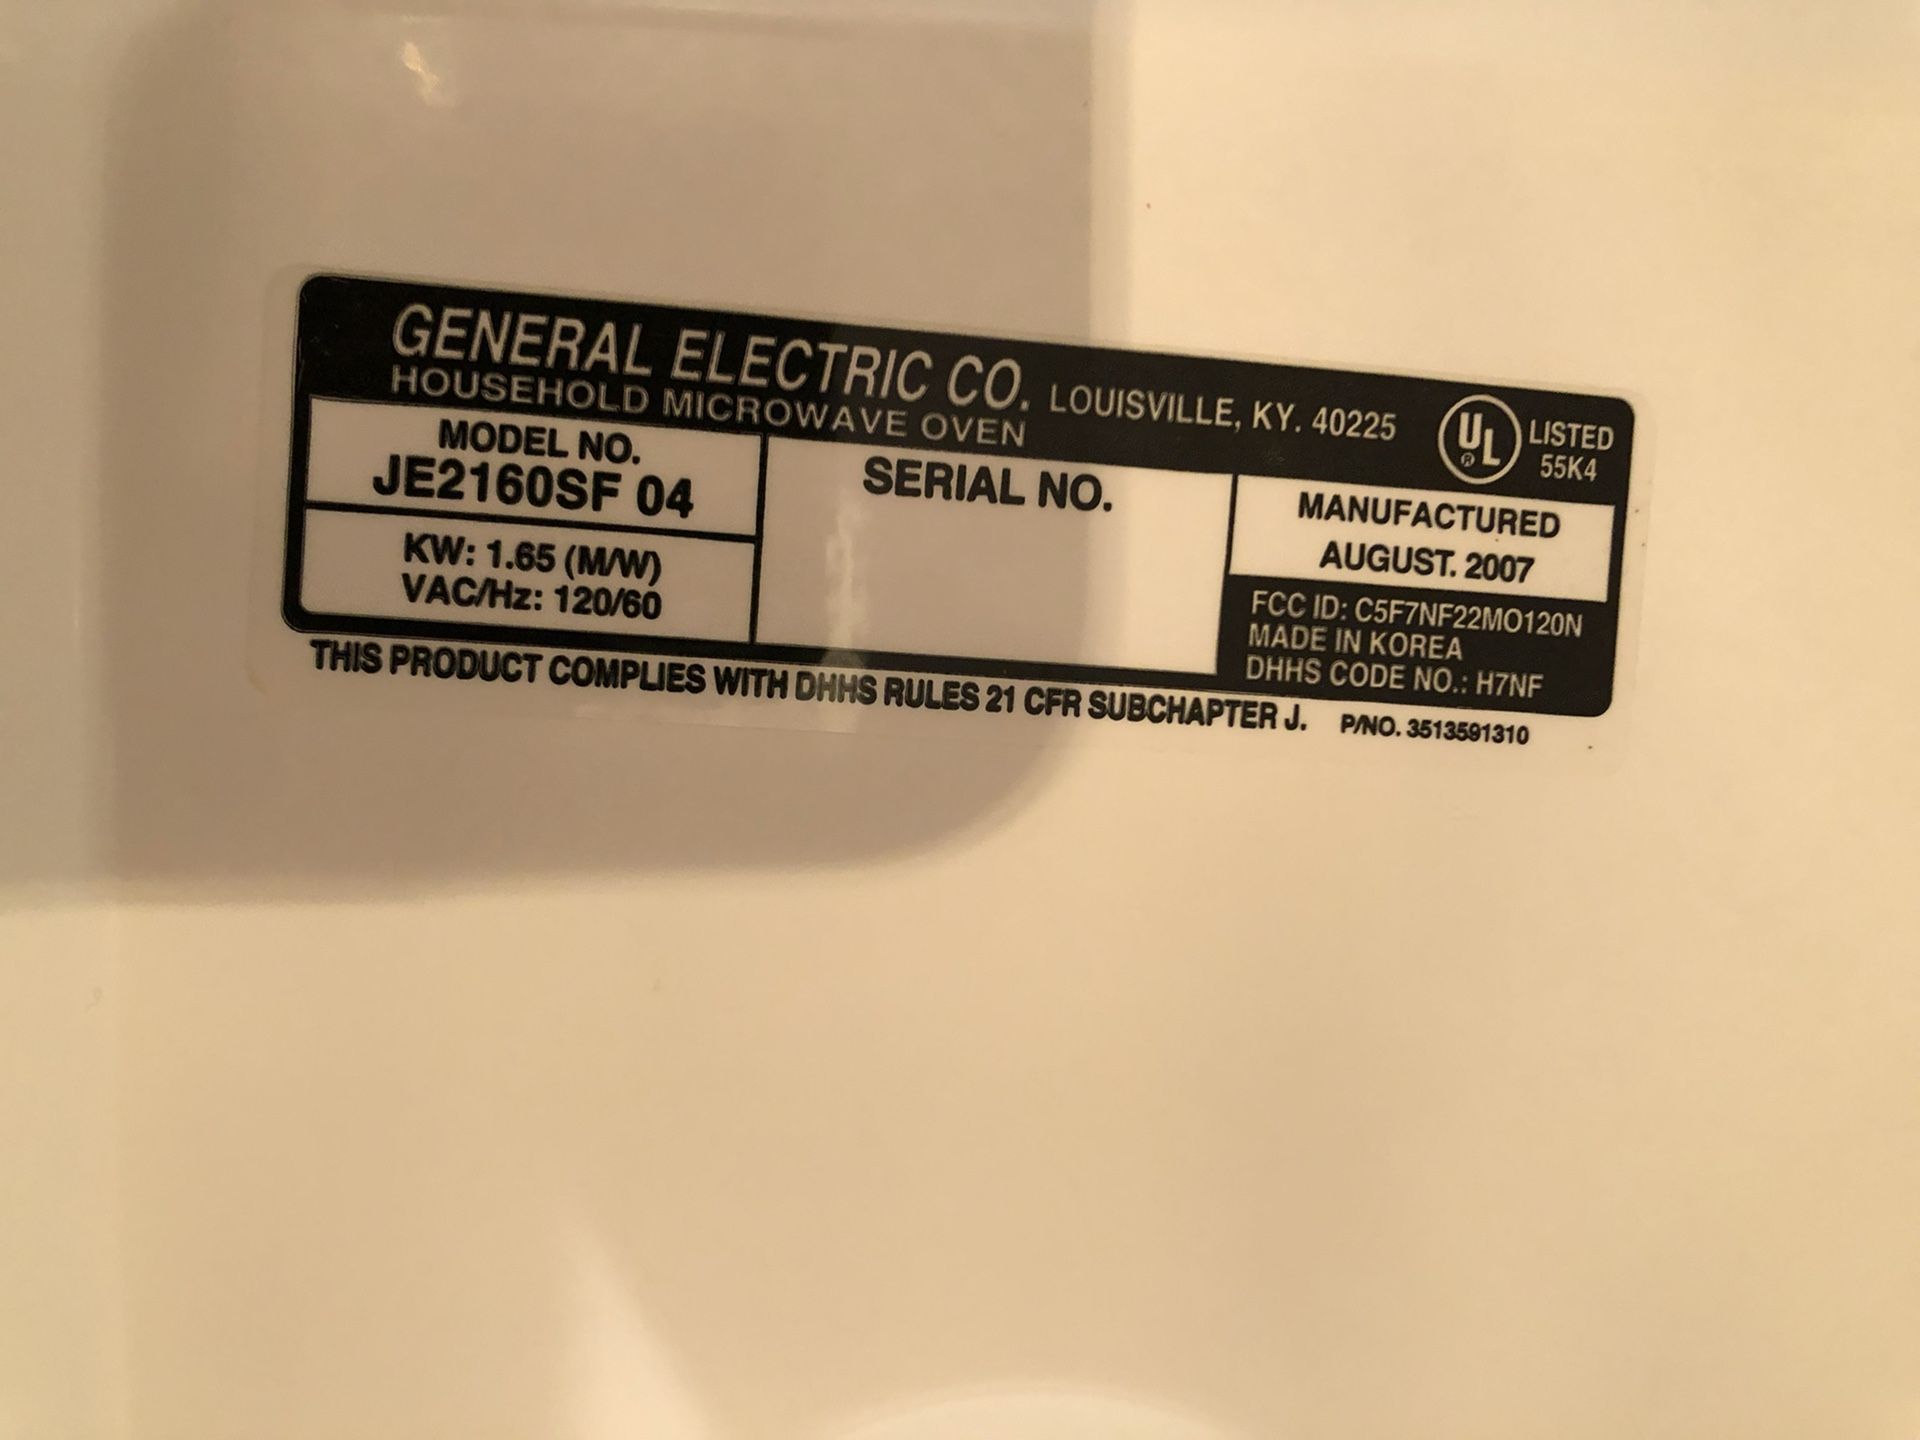 GENERAL ELECTRIC CO. LOUISVILLE, KY. 40225
HOUSEHOLD MICROWAVE OVEN
UL ® LISTED
55K4
MODEL NO.
JE2160SF 04
KW: 1.65 (M/W)
VAC/Hz: 120/60
SERIAL NO.
MANUFACTURED
AUGUST. 2007
FCC ID: C5F7NF22MO120N
MADE IN KOREA
DHHS CODE NO.: H7NF
THIS PRODUCT COMPLIES WITH DHHS RULES 21 CFR SUBCHAPTER J. P/NO. 3513591310